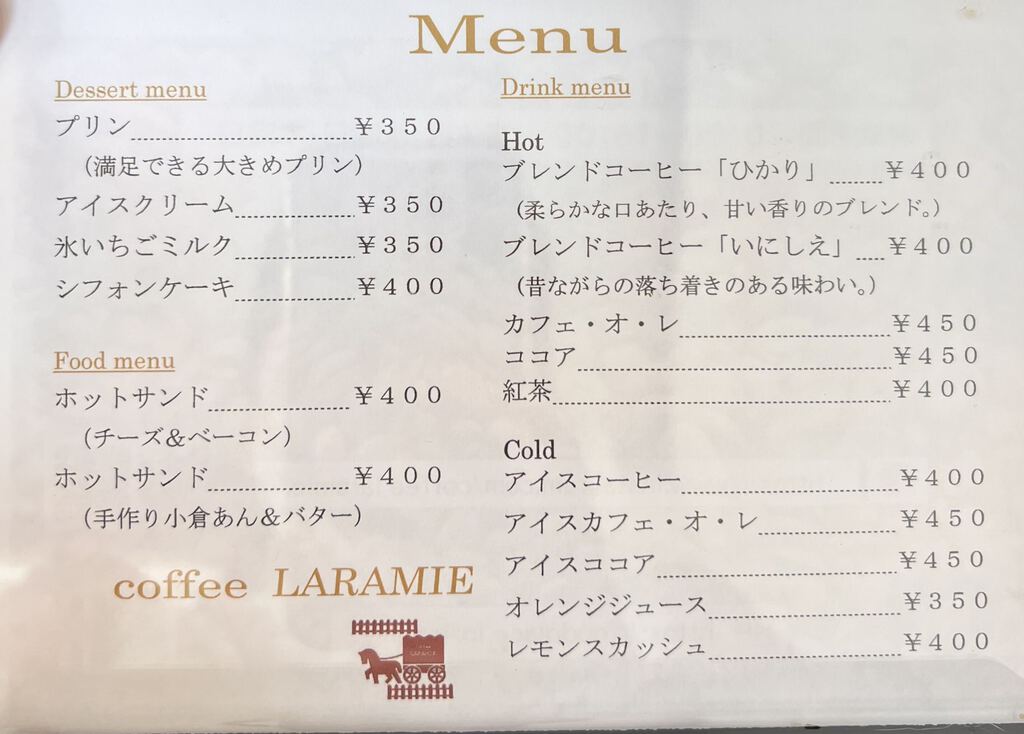 Menu
Dessert menu
プリン ¥350
(満足できる大きめプリン)
アイスクリーム ¥350
氷いちごミルク ¥350
シフォンケーキ ¥400
Food menu
ホットサンド ¥400
(チーズ&ベーコン)
ホットサンド ¥400
(手作り小倉あん&バター)
coffee LARAMIE
Drink menu
Hot
ブレンドコーヒー「ひかり」 ¥400
(柔らかな口あたり、甘い香りのブレンド。)
ブレンドコーヒー「いにしえ」 ¥400
(昔ながらの落ち着きのある味わい。)
カフェ・オ・レ ¥450
ココア ¥450
紅茶 ¥400
Cold
アイスコーヒー ¥400
アイスカフェ・オ・レ ¥450
アイスココア ¥450
オレンジジュース ¥350
レモンスカッシュ ¥400